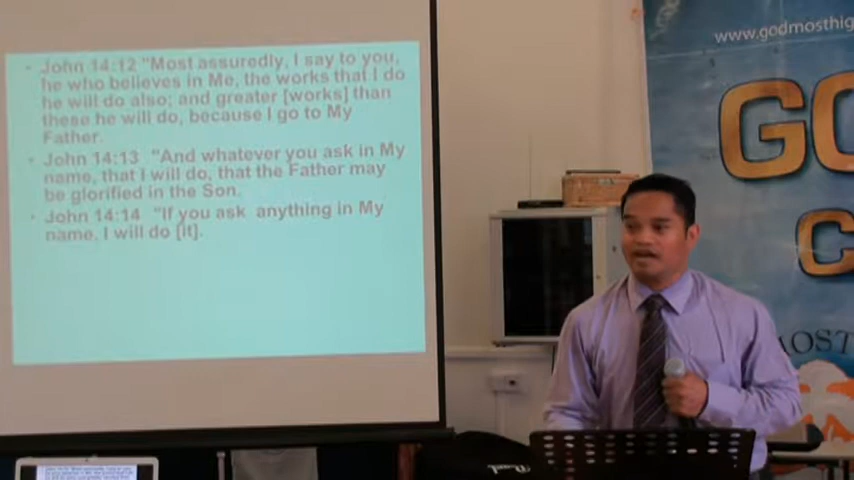 • John 14:12 "Most assuredly, I say to you,
he who believes in Me, the works that I do
he will do also; and greater [works] than
these he will do, because I go to My
Father.
• John 14:13 "And whatever you ask in My
name, that I will do, that the Father may
be glorified in the Son.
• John 14:14 "If you ask anything in My
name, I will do [it].
www.godmosthig
GO
C
MOST